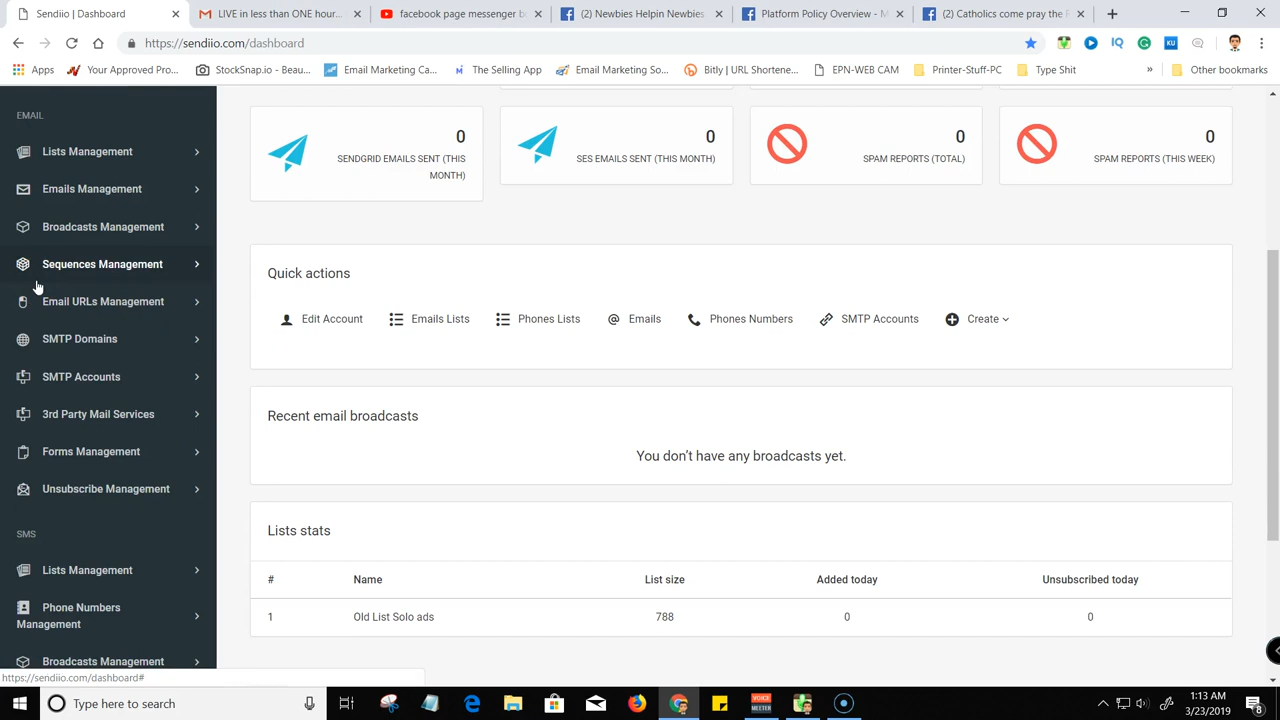 Sendiio | Dashboard
LIVE in less than ONE hour...
facebook page messenger b
(2) Newbies Helpin Newbies
Platform Policy Overview - M
(2) Catholics come pray the R
https://sendiio.com/dashboard
Apps
Your Approved Pro...
StockSnap.io - Beau...
Email Marketing Ca...
The Selling App
Email Marketing So...
Bitly | URL Shortene...
EPN-WEB CAM
Printer-Stuff-PC
Type Shit
»
Other bookmarks
EMAIL
Lists Management
Emails Management
Broadcasts Management
Sequences Management
Email URLs Management
SMTP Domains
SMTP Accounts
3rd Party Mail Services
Forms Management
Unsubscribe Management
SMS
Lists Management
Phone Numbers
Management
Broadcasts Management
https://sendiio.com/dashboard#
0
SENDGRID EMAILS SENT (THIS
MONTH)
0
SES EMAILS SENT (THIS MONTH)
0
SPAM REPORTS (TOTAL)
0
SPAM REPORTS (THIS WEEK)
Quick actions
Edit Account
Emails Lists
Phones Lists
Emails
Phones Numbers
SMTP Accounts
Create
Recent email broadcasts
You don't have any broadcasts yet.
Lists stats
# Name List size Added today Unsubscribed today
1 Old List Solo ads 788 0 0
Type here to search
VOICE
MEETER
1:13 AM
3/23/2019
8